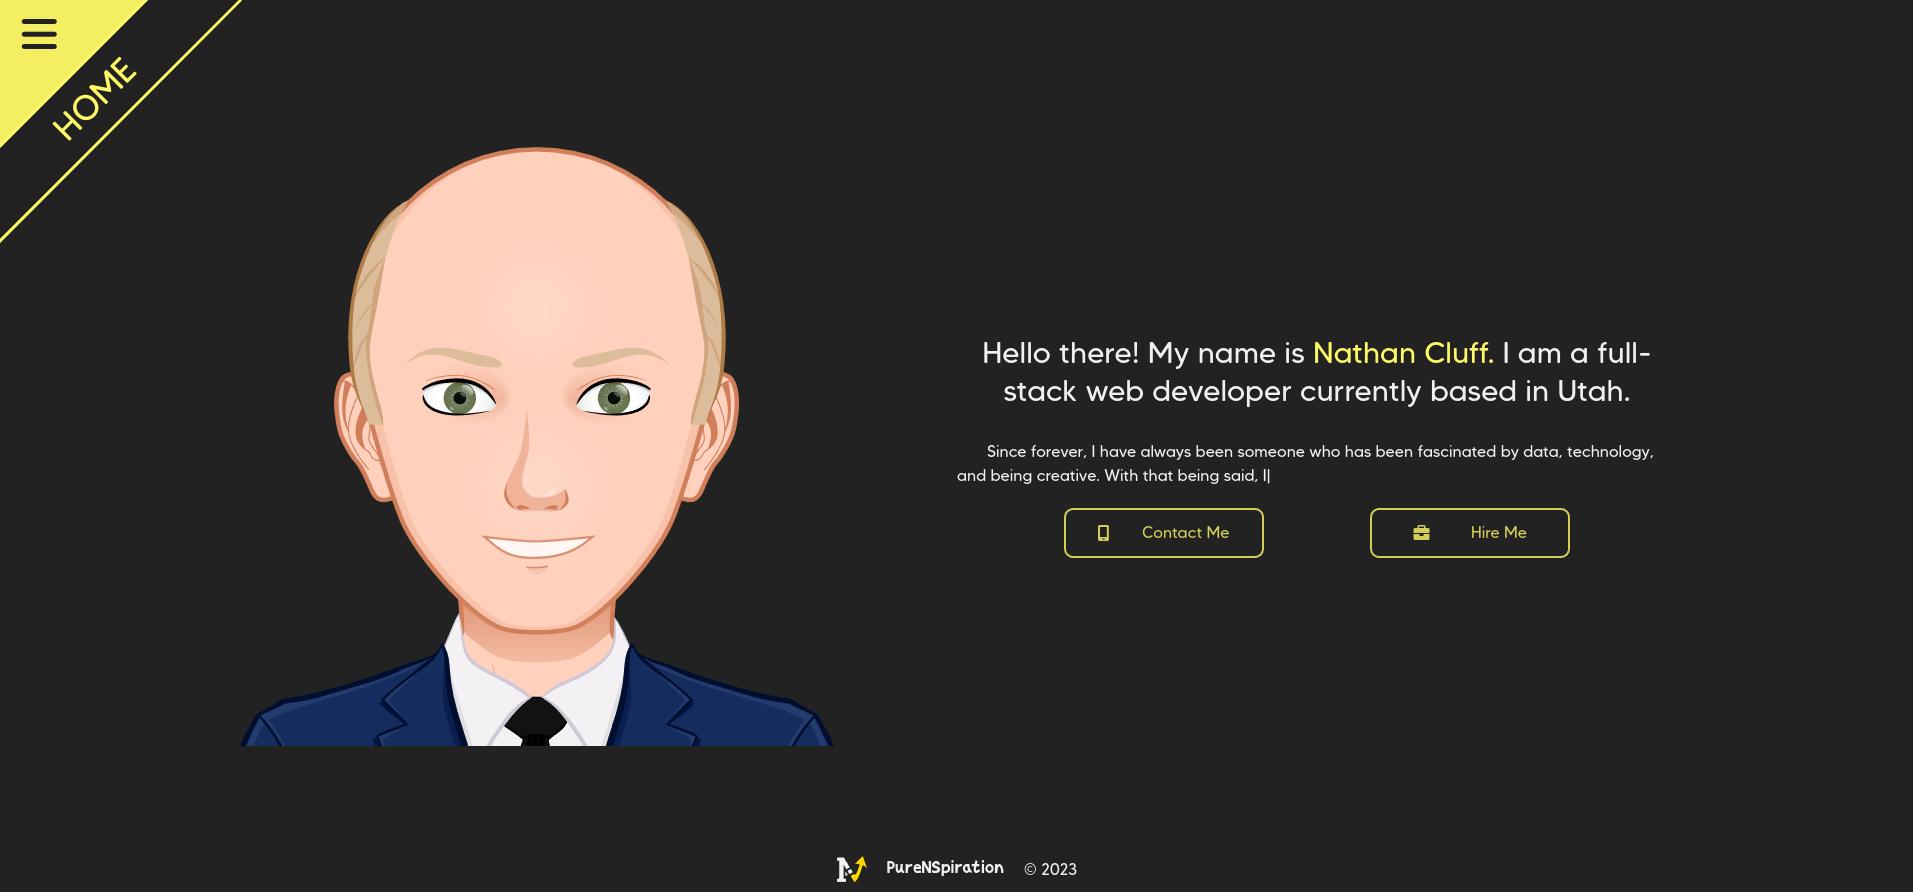 HOME
Hello there! My name is Nathan Cluff. I am a full-
stack web developer currently based in Utah.
Since forever, I have always been someone who has been fascinated by data, technology,
and being creative. With that being said, I|
Contact Me
Hire Me
PureNSpiration © 2023